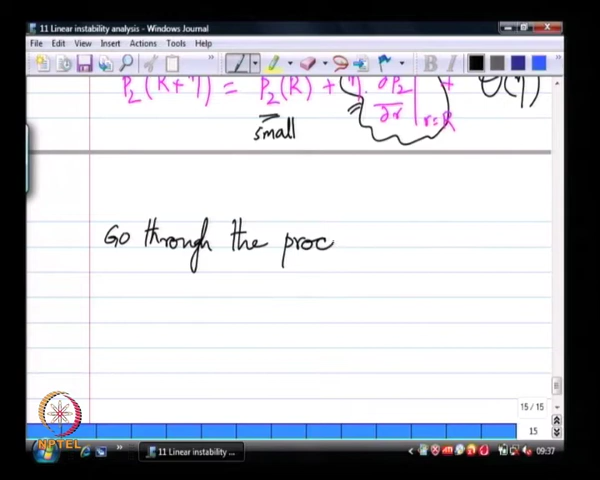 11 Linear instability analysis - Windows Journal
File Edit View Insert Actions Tools Help
P₂(R+η) = P₂(R) + η. ∂P₂/∂r |r=R + O(η)
small
Go through the proc
15 / 15
15
NPTEL
11 Linear instability ...
09:37